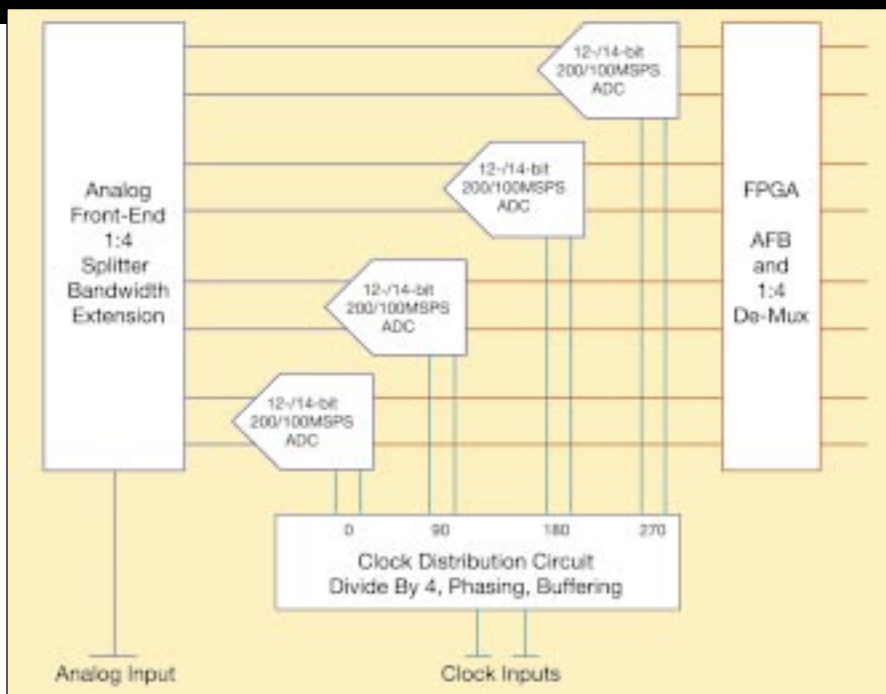 12-/14-bit
200/100MSPS
ADC
12-/14-bit
200/100MSPS
ADC
Analog
Front-End
1:4
Splitter
Bandwidth
Extension
FPGA
AFB
and
1:4
De-Mux
12-/14-bit
200/100MSPS
ADC
12-/14-bit
200/100MSPS
ADC
0 90 180 270
Clock Distribution Circuit
Divide By 4, Phasing, Buffering
Analog Input
Clock Inputs